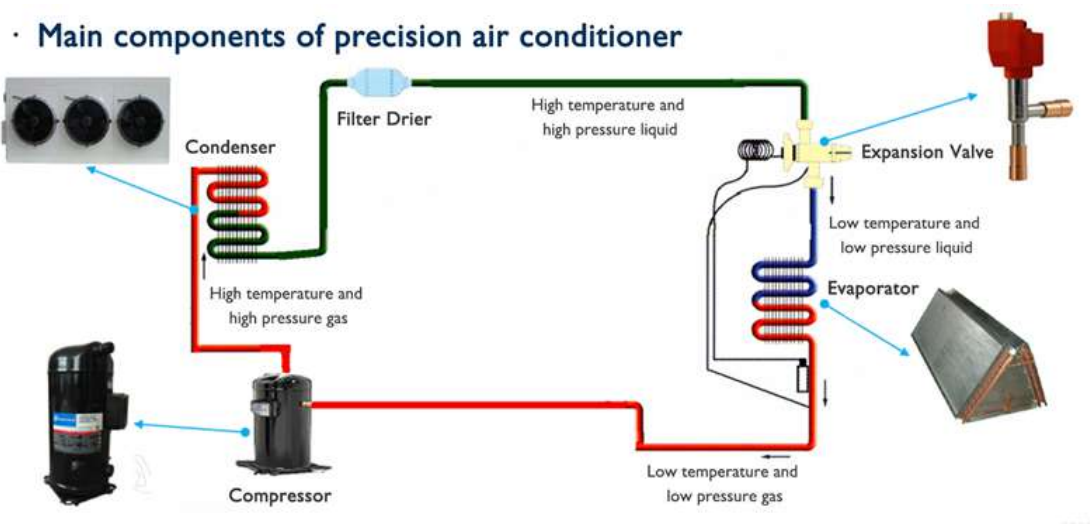 · Main components of precision air conditioner
Filter Drier
High temperature and
high pressure liquid
Condenser
Expansion Valve
Low temperature and
low pressure liquid
High temperature and
high pressure gas
Evaporator
Low temperature and
low pressure gas
Compressor